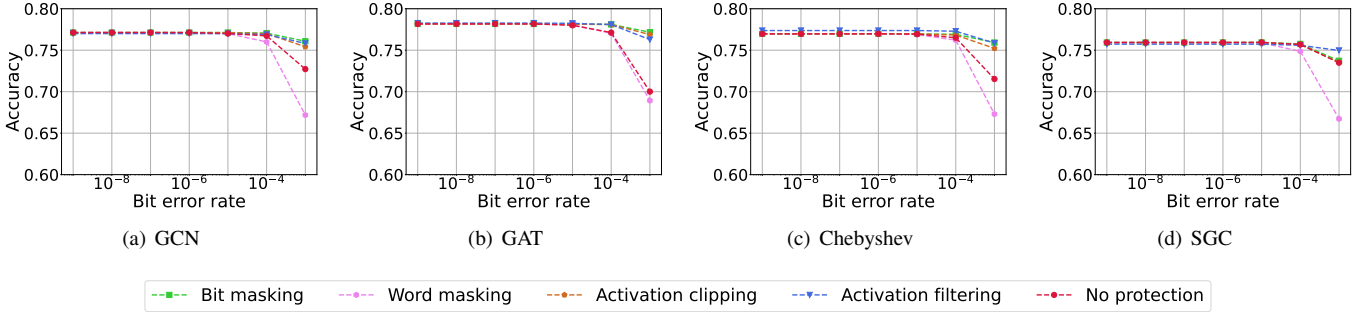 0.80
0.75
0.70
0.65
0.60
Accuracy
10⁻⁸
10⁻⁶
10⁻⁴
Bit error rate
(a) GCN
0.80
0.75
0.70
0.65
0.60
Accuracy
10⁻⁸
10⁻⁶
10⁻⁴
Bit error rate
(b) GAT
0.80
0.75
0.70
0.65
0.60
Accuracy
10⁻⁸
10⁻⁶
10⁻⁴
Bit error rate
(c) Chebyshev
0.80
0.75
0.70
0.65
0.60
Accuracy
10⁻⁸
10⁻⁶
10⁻⁴
Bit error rate
(d) SGC
Bit masking Word masking Activation clipping Activation filtering No protection